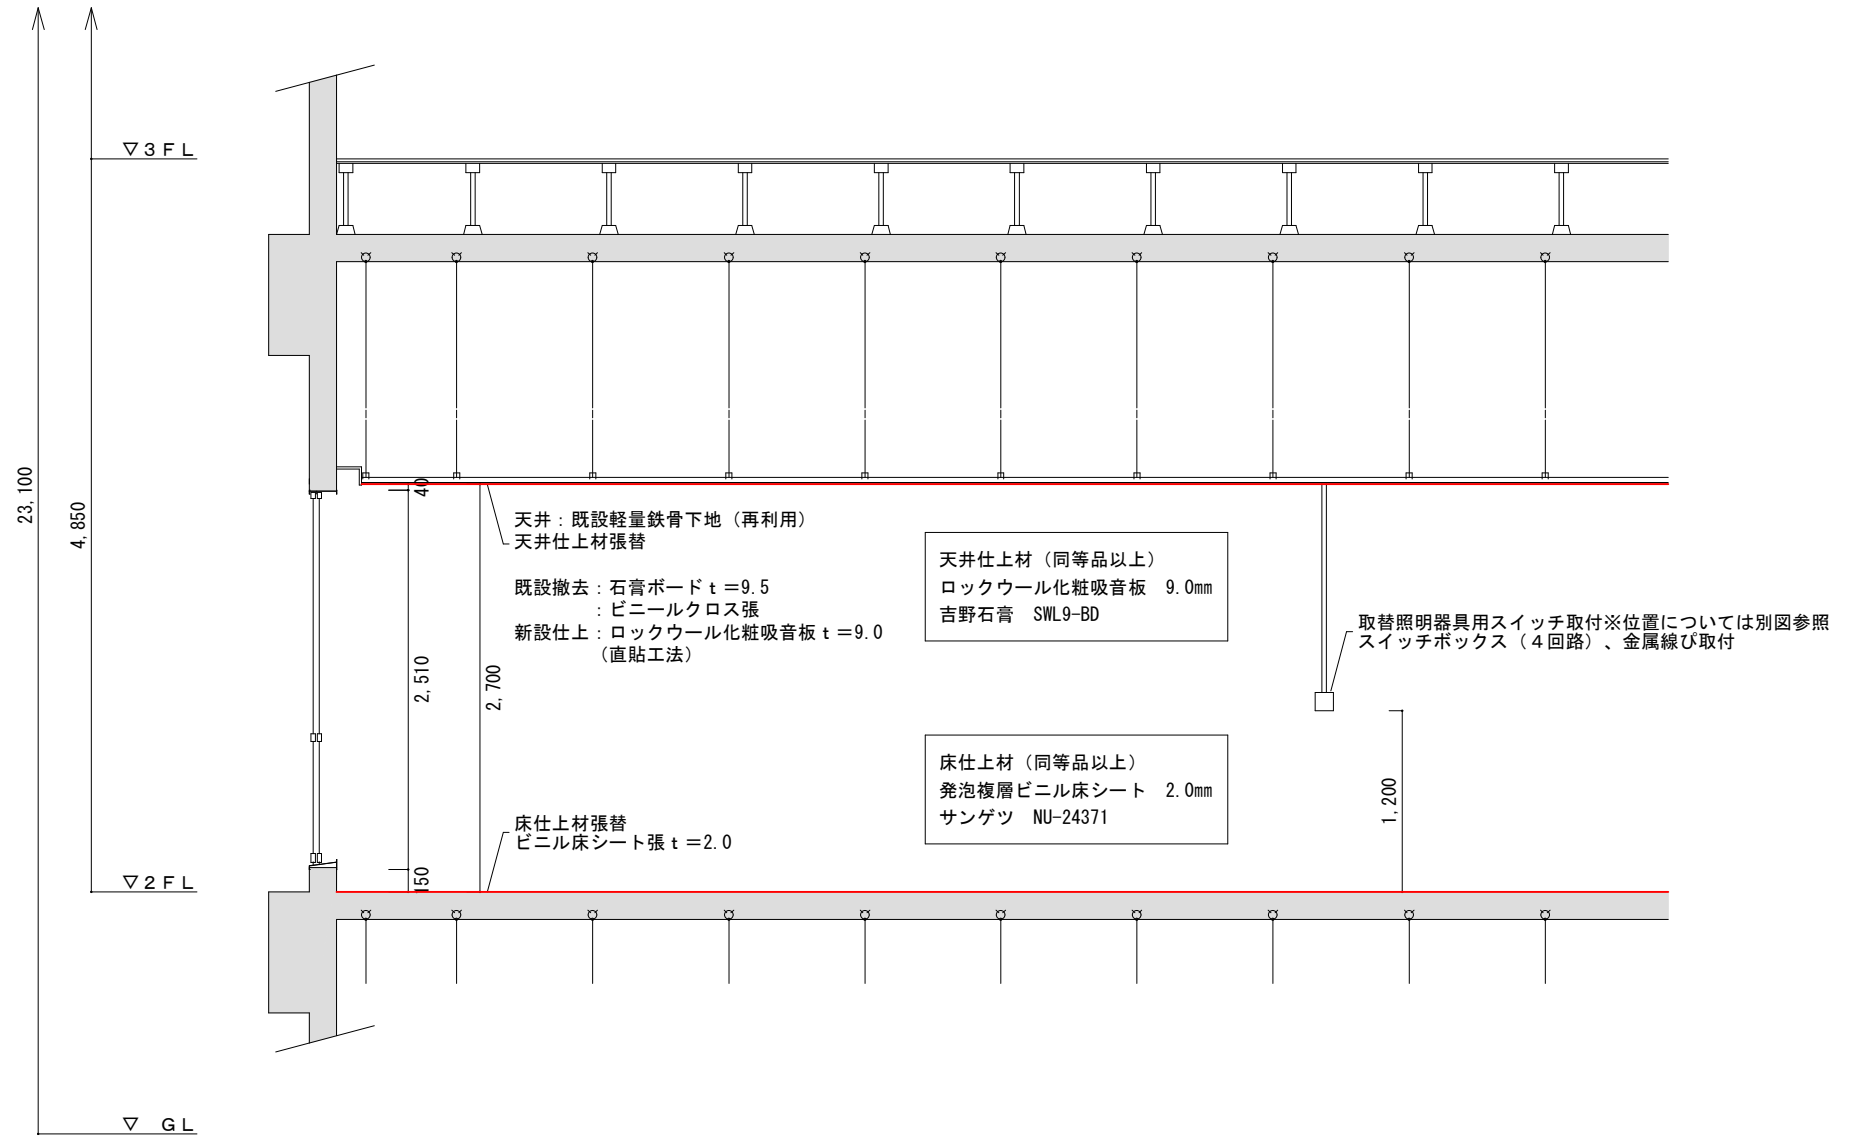 ▽３ＦＬ
23,100
4,850
40
天井：既設軽量鉄骨下地（再利用）
天井仕上材張替
既設撤去：石膏ボードｔ＝9.5
：ビニールクロス張
新設仕上：ロックウール化粧吸音板ｔ＝9.0
（直貼工法）
天井仕上材（同等品以上）
ロックウール化粧吸音板　9.0mm
吉野石膏　SWL9-BD
取替照明器具用スイッチ取付※位置については別図参照
スイッチボックス（４回路）、金属線ぴ取付
2,510
2,700
床仕上材（同等品以上）
発泡複層ビニル床シート　2.0mm
サンゲツ　NU-24371
1,200
床仕上材張替
ビニル床シート張ｔ＝2.0
150
▽２ＦＬ
▽　ＧＬ